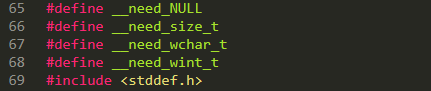 65 #define __need_NULL
66 #define __need_size_t
67 #define __need_wchar_t
68 #define __need_wint_t
69 #include <stddef.h>